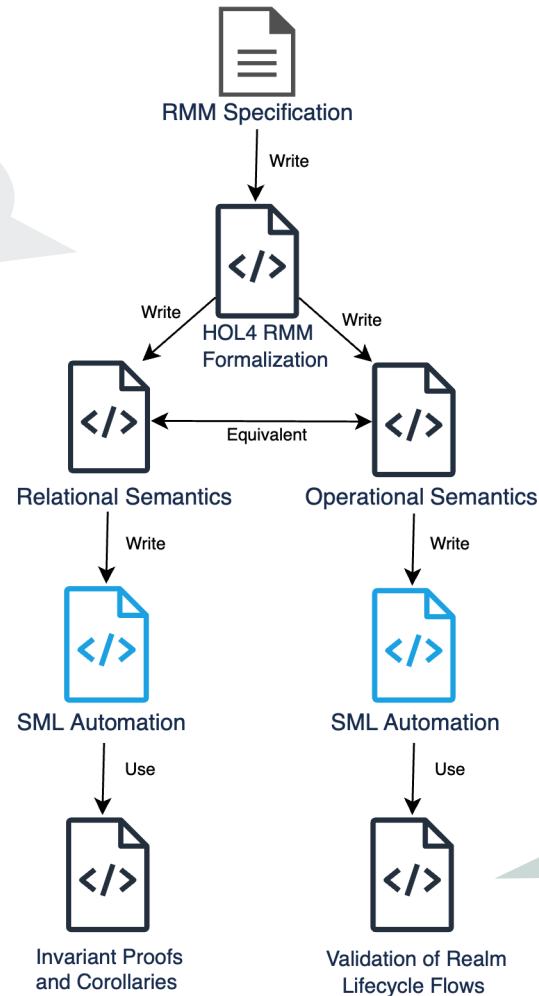 RMM Specification
Write
</>
HOL4 RMM
Formalization
Write
Write
</>
</>
Equivalent
Relational Semantics
Operational Semantics
Write
Write
</>
</>
SML Automation
SML Automation
Use
Use
</>
</>
Invariant Proofs
and Corollaries
Validation of Realm
Lifecycle Flows